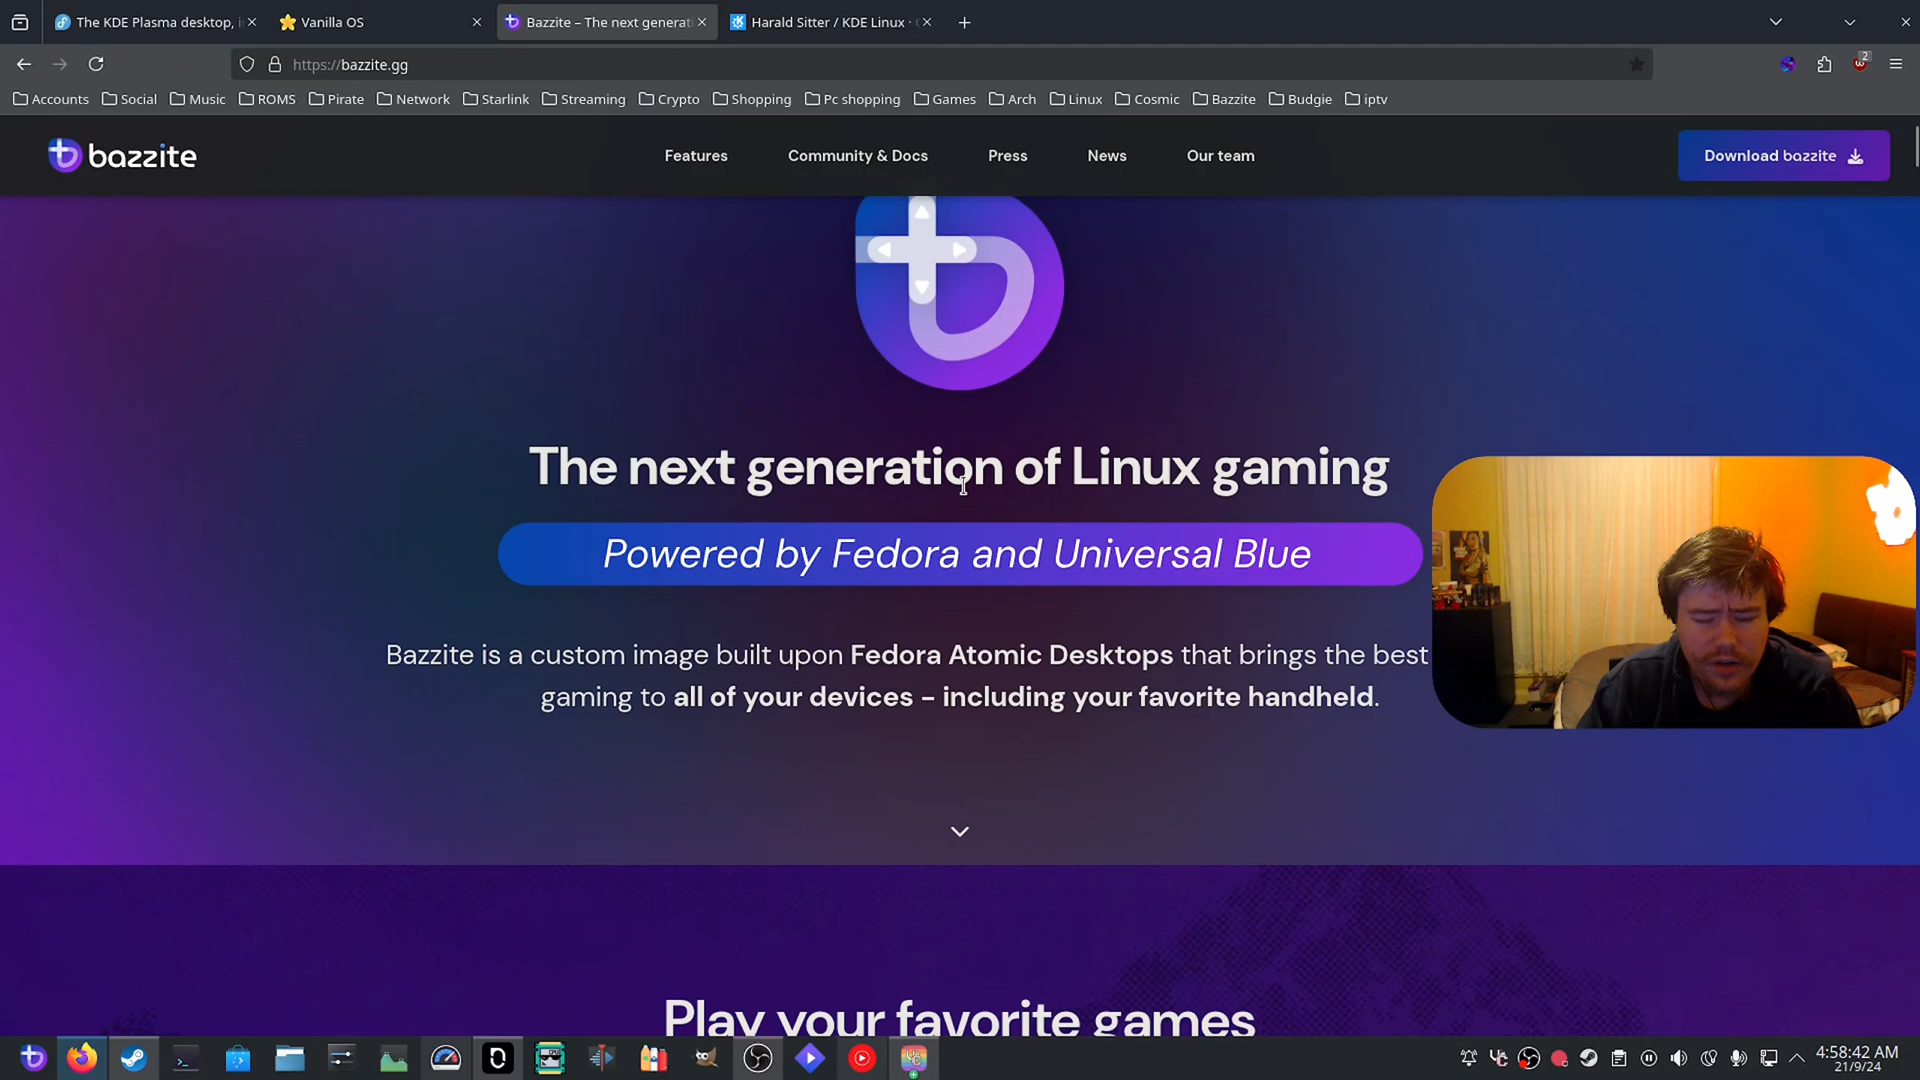 The KDE Plasma desktop, i
Vanilla OS
Bazzite – The next generati
Harald Sitter / KDE Linux ·
https://bazzite.gg
2
Accounts
Social
Music
ROMS
Pirate
Network
Starlink
Streaming
Crypto
Shopping
Pc shopping
Games
Arch
Linux
Cosmic
Bazzite
Budgie
iptv
bazzite
Features
Community & Docs
Press
News
Our team
Download bazzite
The next generation of Linux gaming
Powered by Fedora and Universal Blue
Bazzite is a custom image built upon Fedora Atomic Desktops that brings the best
gaming to all of your devices – including your favorite handheld.
Play your favorite games
4:58:42 AM
21/9/24